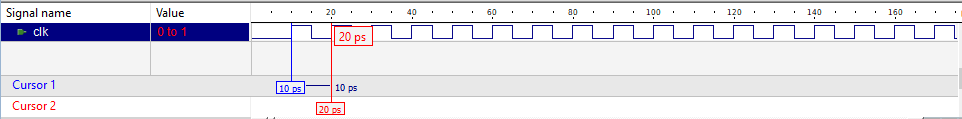 Signal name Value 20 40 60 80 100 120 140 160
clk 0 to 1 20 ps
Cursor 1 10 ps 10 ps
Cursor 2 20 ps